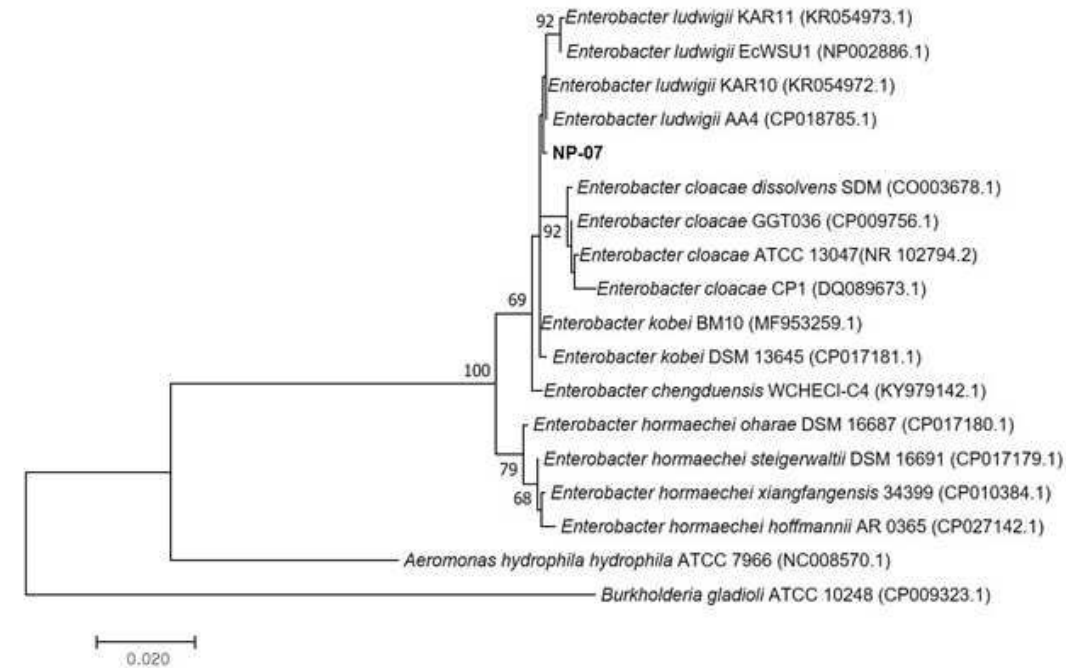 92
Enterobacter ludwigii KAR11 (KR054973.1)
Enterobacter ludwigii EcWSU1 (NP002886.1)
Enterobacter ludwigii KAR10 (KR054972.1)
Enterobacter ludwigii AA4 (CP018785.1)
NP-07
Enterobacter cloacae dissolvens SDM (CO003678.1)
Enterobacter cloacae GGT036 (CP009756.1)
92
Enterobacter cloacae ATCC 13047(NR 102794.2)
Enterobacter cloacae CP1 (DQ089673.1)
69
Enterobacter kobei BM10 (MF953259.1)
Enterobacter kobei DSM 13645 (CP017181.1)
100
Enterobacter chengduensis WCHECI-C4 (KY979142.1)
Enterobacter hormaechei oharae DSM 16687 (CP017180.1)
Enterobacter hormaechei steigerwaltii DSM 16691 (CP017179.1)
79
Enterobacter hormaechei xiangfangensis 34399 (CP010384.1)
68
Enterobacter hormaechei hoffmannii AR 0365 (CP027142.1)
Aeromonas hydrophila hydrophila ATCC 7966 (NC008570.1)
Burkholderia gladioli ATCC 10248 (CP009323.1)
0.020